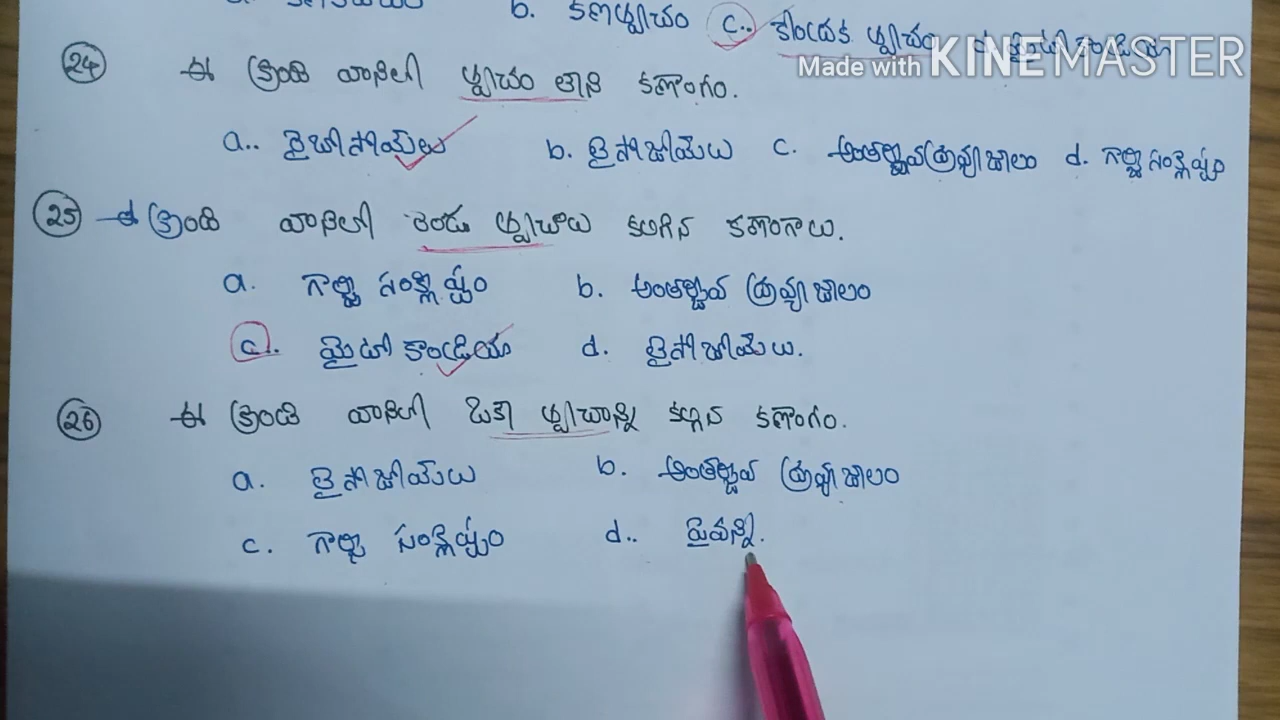 b. కణత్వచం c.. కేంద్రక త్వచం
Made with KINEMASTER
24 ఈ క్రింది వానిలో త్వచం లేని కణాంగం.
a.. రైబోసోములు b. లైసోజోములు c. అంతర్జీవద్రవ్యజాలం d. గాల్జి సంక్లిష్టం
25 ఈ క్రింది వానిలో రెండు త్వచాలు కలిగిన కణాంగాలు.
a. గాల్జి సంక్లిష్టం b. అంతర్జీవ ద్రవ్యజాలం
c. మైటోకాండ్రియా d. లైసోజోములు.
26 ఈ క్రింది వానిలో ఒకే త్వచాన్ని కల్గిన కణాంగం.
a. లైసోజోములు b. అంతర్జీవ ద్రవ్యజాలం
c. గాల్జి సంక్లిష్టం d.. పైవన్ని.